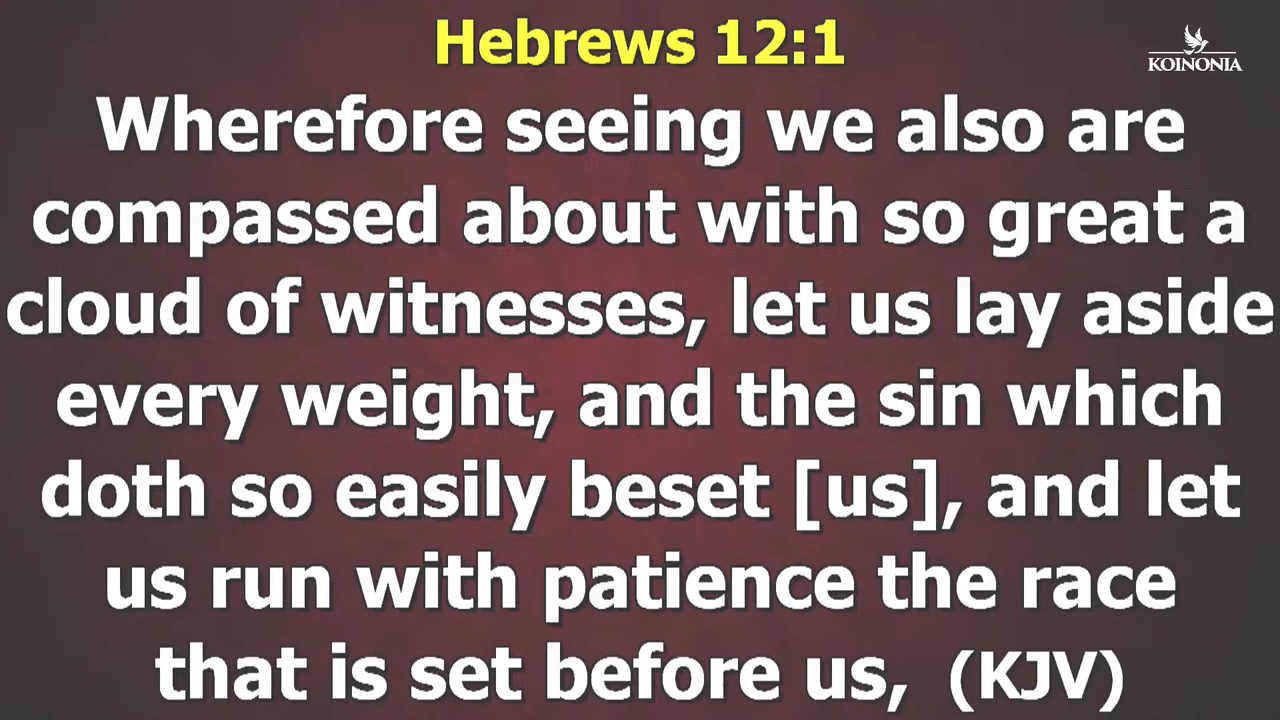 Hebrews 12:1
KOINONIA
Wherefore seeing we also are
compassed about with so great a
cloud of witnesses, let us lay aside
every weight, and the sin which
doth so easily beset [us], and let
us run with patience the race
that is set before us, (KJV)